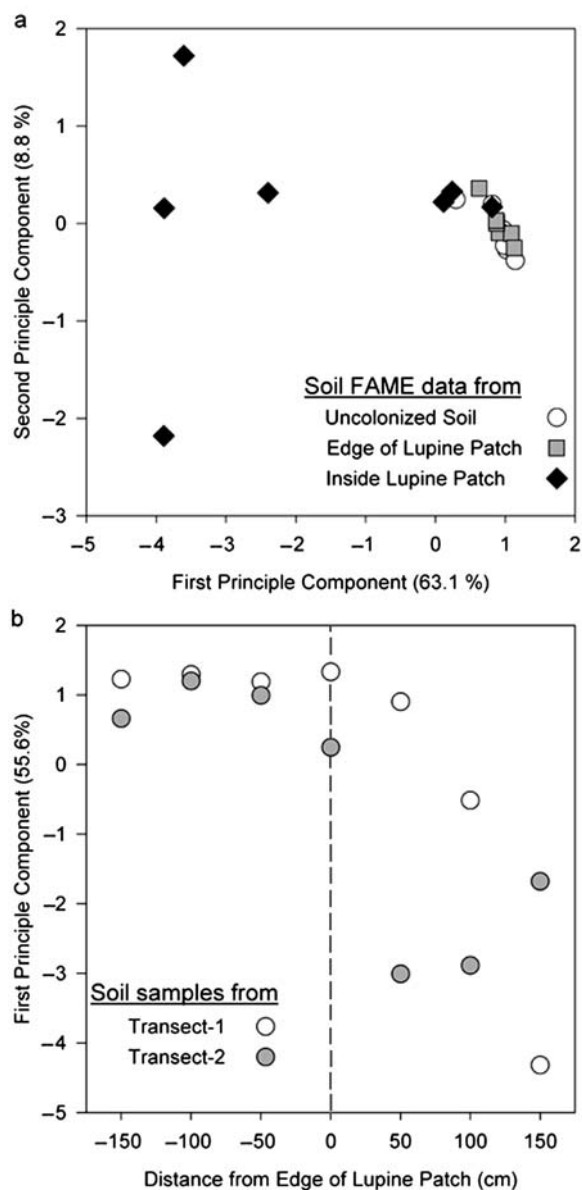 a
2
1
0
–1
–2
–3
Second Principle Component (8.8 %)
Soil FAME data from
Uncolonized Soil
Edge of Lupine Patch
Inside Lupine Patch
–5 –4 –3 –2 –1 0 1 2
First Principle Component (63.1 %)
b
2
1
0
–1
–2
–3
–4
–5
First Principle Component (55.6%)
Soil samples from
Transect-1
Transect-2
–150 –100 –50 0 50 100 150
Distance from Edge of Lupine Patch (cm)